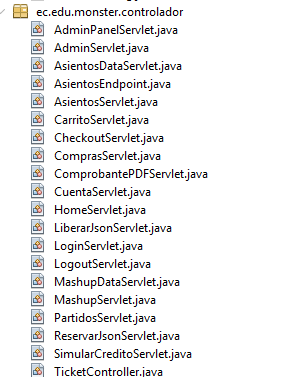 ec.edu.monster.controlador
AdminPanelServlet.java
AdminServlet.java
AsientosDataServlet.java
AsientosEndpoint.java
AsientosServlet.java
CarritoServlet.java
CheckoutServlet.java
ComprasServlet.java
ComprobantePDFServlet.java
CuentaServlet.java
HomeServlet.java
LiberarJsonServlet.java
LoginServlet.java
LogoutServlet.java
MashupDataServlet.java
MashupServlet.java
PartidosServlet.java
ReservarJsonServlet.java
SimularCreditoServlet.java
TicketController.java